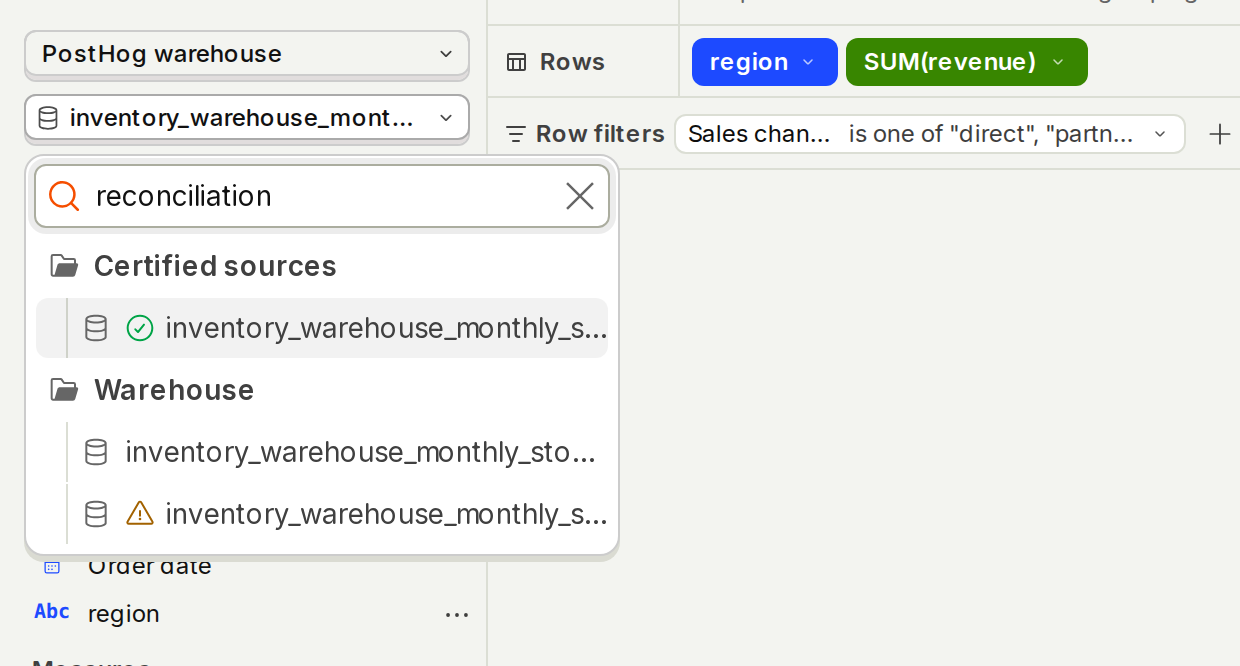 PostHog warehouse
inventory_warehouse_mont...
Rows
region
SUM(revenue)
Row filters
Sales chan... is one of "direct", "partn...
reconciliation
Certified sources
inventory_warehouse_monthly_s...
Warehouse
inventory_warehouse_monthly_sto...
inventory_warehouse_monthly_s...
Order date
Abc region